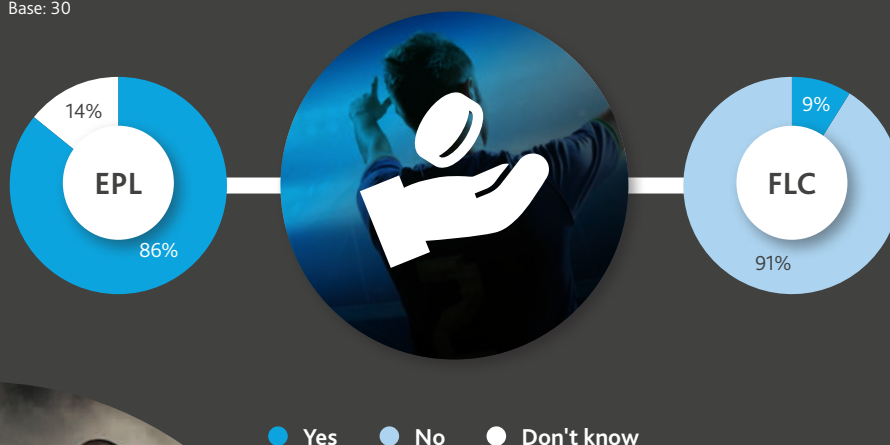 Base: 30
14%
EPL
86%
9%
FLC
91%
Yes
No
Don't know